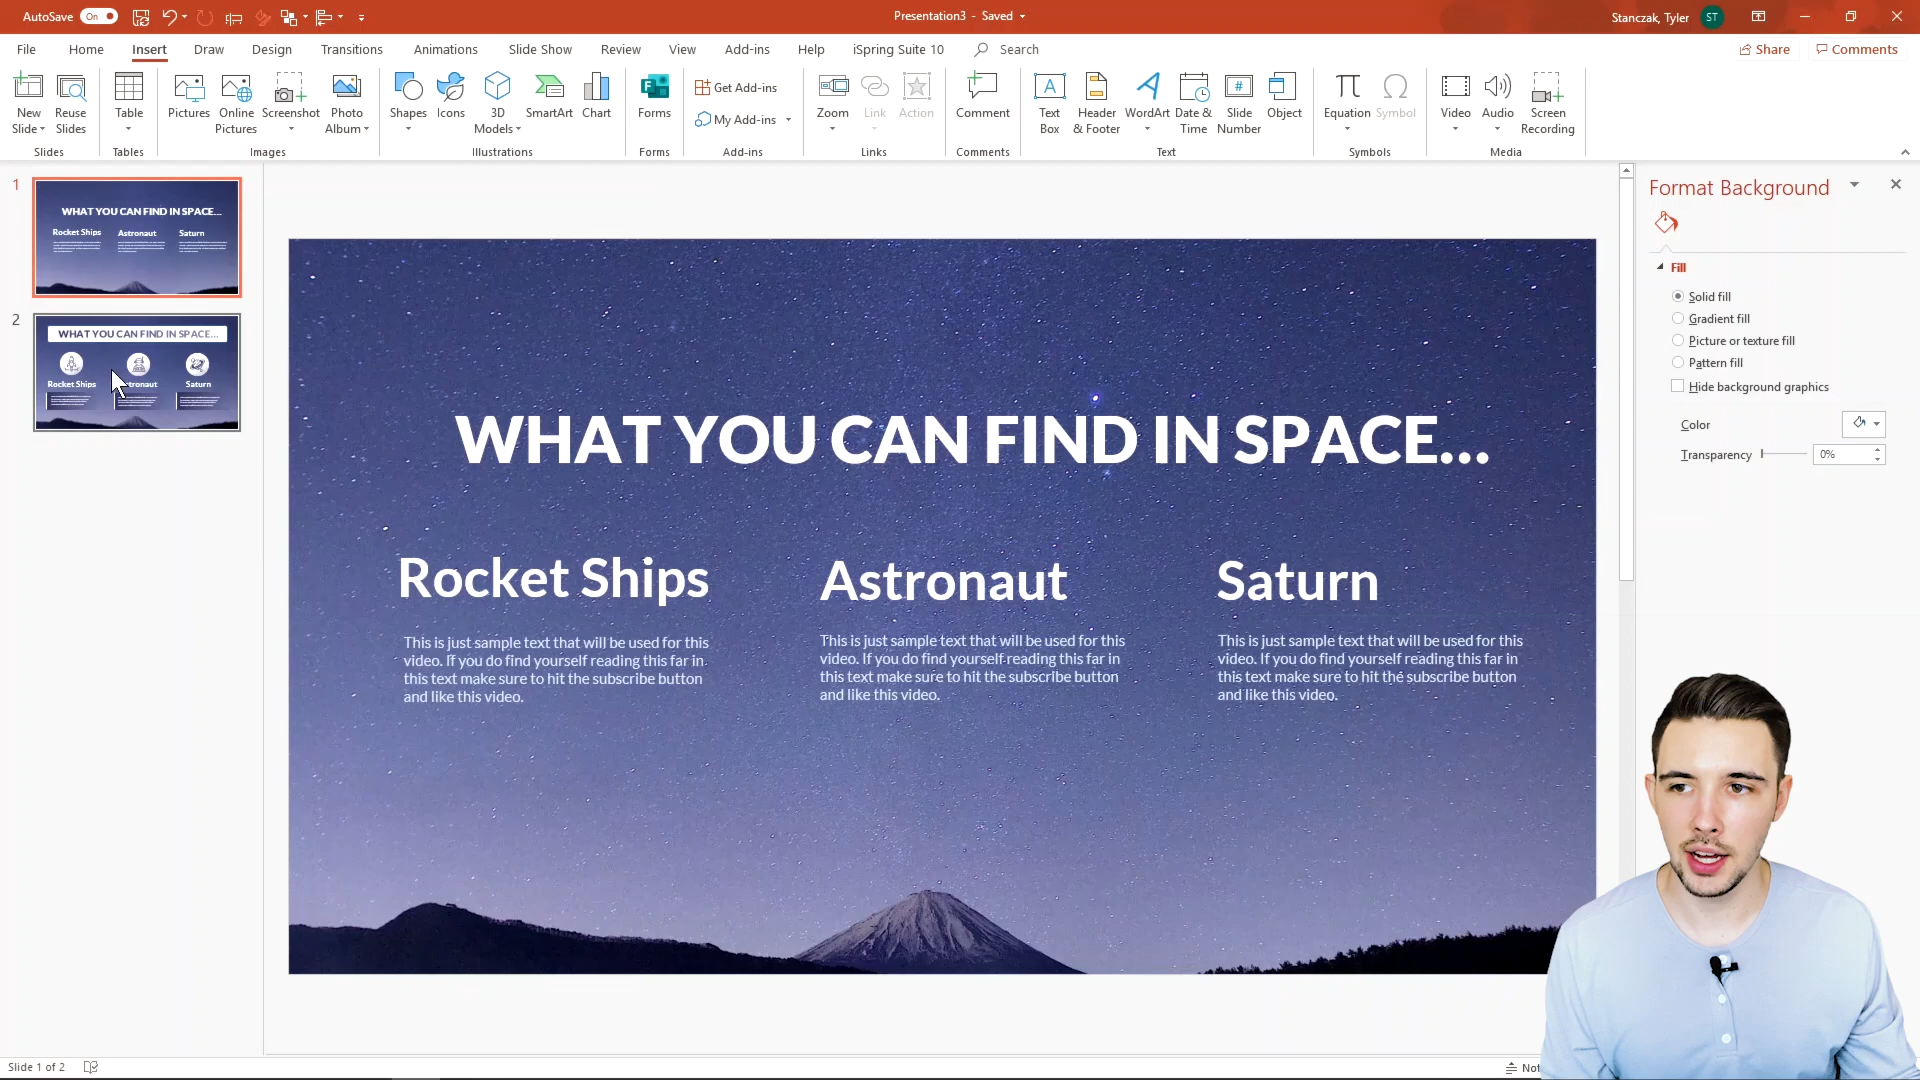 AutoSave On
Presentation3 - Saved
Stanczak, Tyler ST
File Home Insert Draw Design Transitions Animations Slide Show Review View Add-ins Help iSpring Suite 10 Search
Share Comments
New Slide
Reuse Slides
Slides
Table
Tables
Pictures
Online Pictures
Screenshot
Photo Album
Images
Shapes
Icons
3D Models
SmartArt
Chart
Illustrations
Forms
Forms
Get Add-ins
My Add-ins
Add-ins
Zoom
Link
Action
Links
Comment
Comments
Text Box
Header & Footer
WordArt
Date & Time
Slide Number
Object
Text
Equation
Symbol
Symbols
Video
Audio
Screen Recording
Media
1
WHAT YOU CAN FIND IN SPACE...
Rocket Ships Astronaut Saturn
2
WHAT YOU CAN FIND IN SPACE...
Rocket Ships tronaut Saturn
WHAT YOU CAN FIND IN SPACE...
Rocket Ships
This is just sample text that will be used for this
video. If you do find yourself reading this far in
this text make sure to hit the subscribe button
and like this video.
Astronaut
This is just sample text that will be used for this
video. If you do find yourself reading this far in
this text make sure to hit the subscribe button
and like this video.
Saturn
This is just sample text that will be used for this
video. If you do find yourself reading this far in
this text make sure to hit the subscribe button
and like this video.
Format Background
Fill
Solid fill
Gradient fill
Picture or texture fill
Pattern fill
Hide background graphics
Color
Transparency 0%
Slide 1 of 2
Not